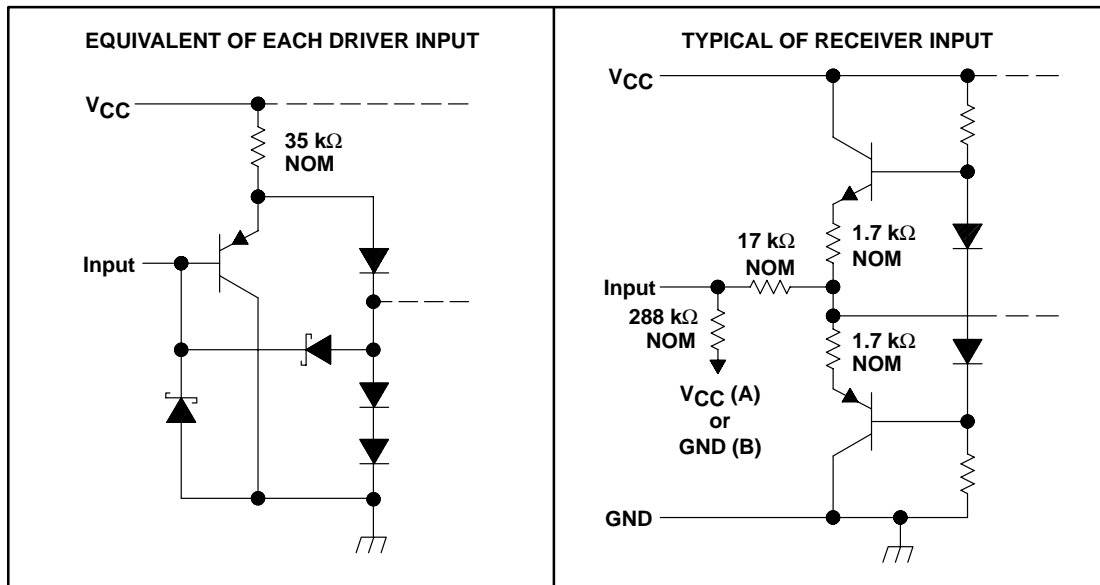 EQUIVALENT OF EACH DRIVER INPUT
VCC
35 kΩ
NOM
Input
TYPICAL OF RECEIVER INPUT
VCC
17 kΩ
NOM
1.7 kΩ
NOM
Input
288 kΩ
NOM
1.7 kΩ
NOM
VCC (A)
or
GND (B)
GND